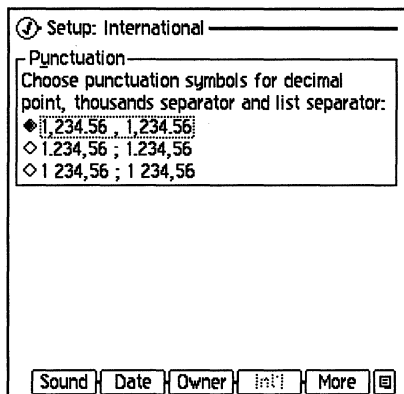 Setup: International
Punctuation
Choose punctuation symbols for decimal
point, thousands separator and list separator:
1,234.56 , 1,234.56
1.234,56 ; 1.234,56
1 234,56 ; 1 234,56
Sound Date Owner Int'l More